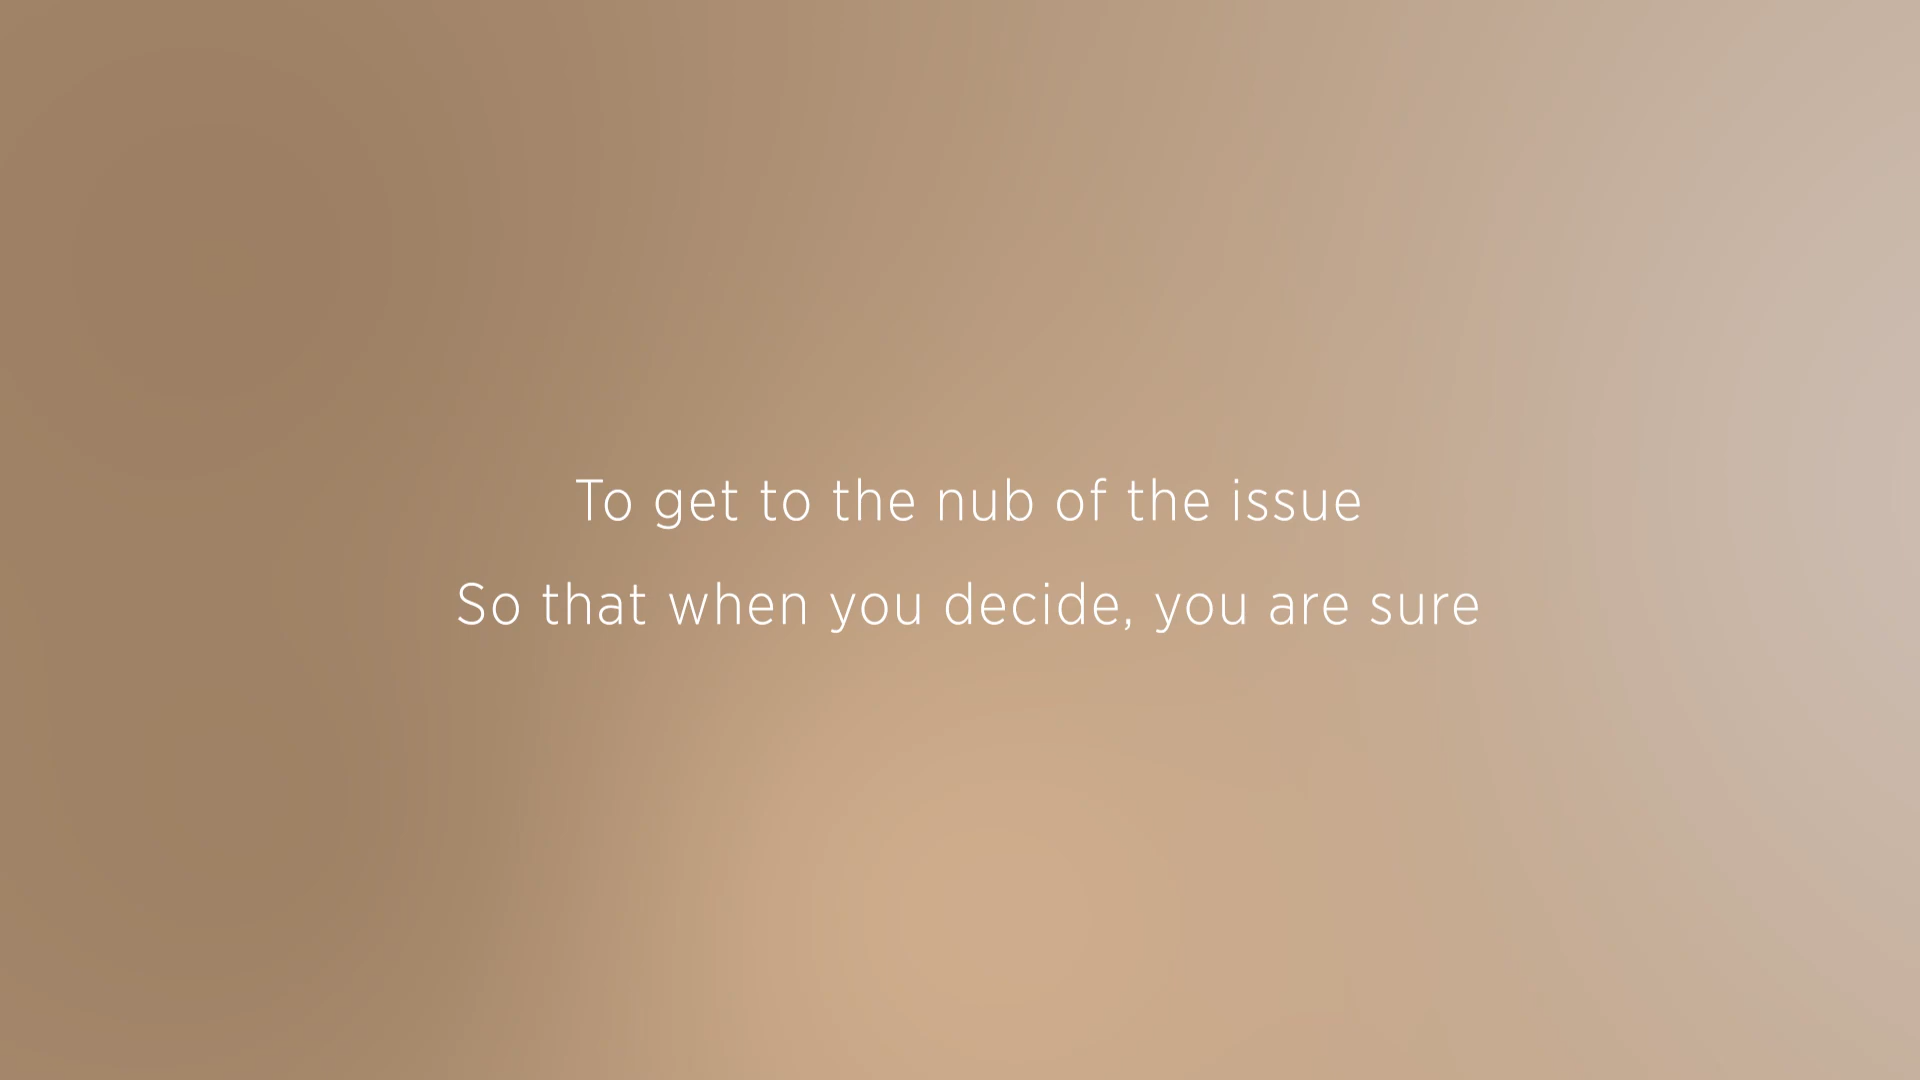 To get to the nub of the issue
So that when you decide, you are sure